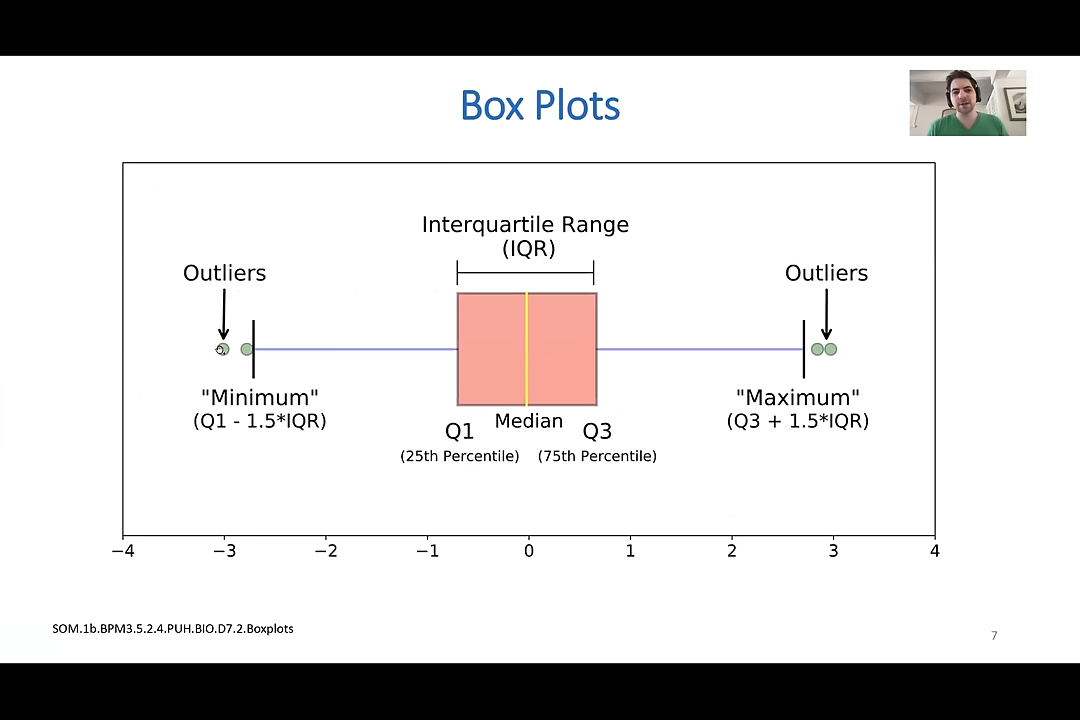 Box Plots
Interquartile Range
(IQR)
Outliers
Outliers
"Minimum"
(Q1 - 1.5*IQR)
"Maximum"
(Q3 + 1.5*IQR)
Median
Q1
Q3
(25th Percentile)
(75th Percentile)
−4 −3 −2 −1 0 1 2 3 4
SOM.1b.BPM3.5.2.4.PUH.BIO.D7.2.Boxplots
7